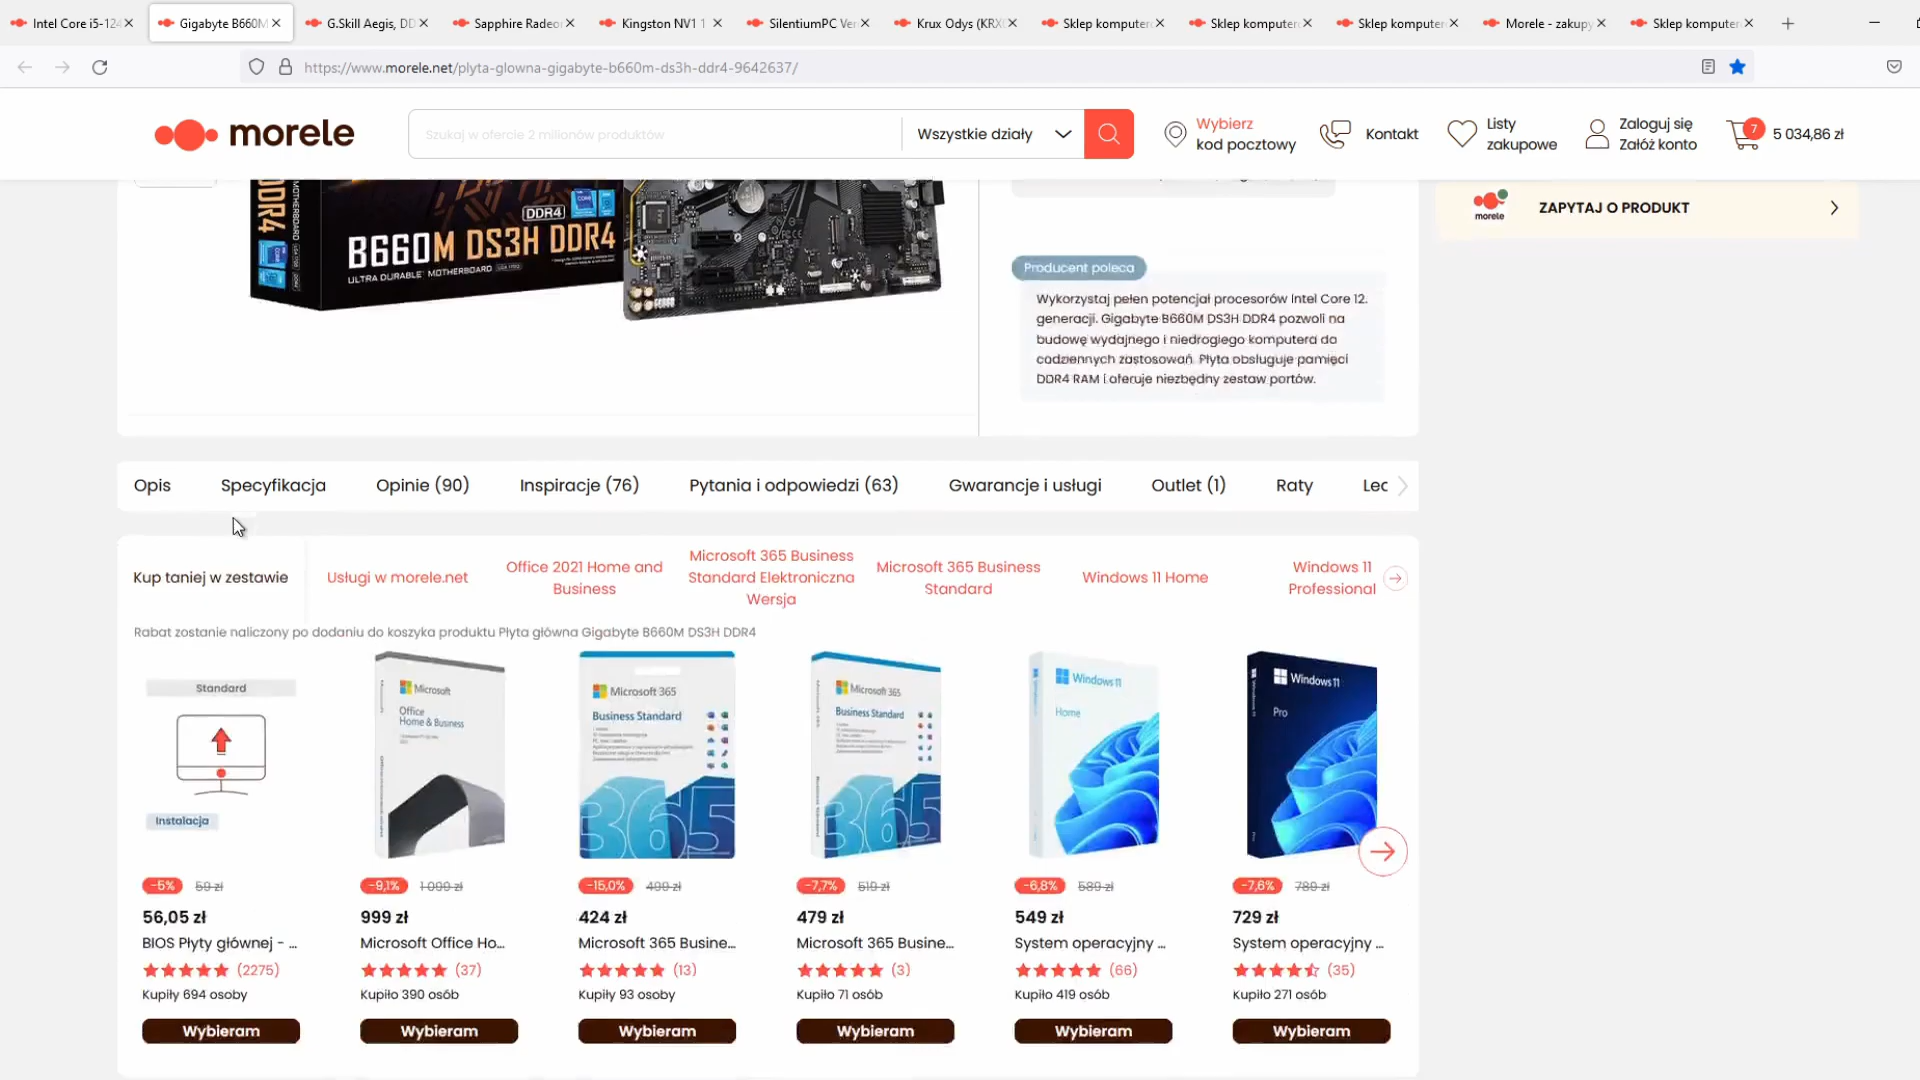 Intel Core i5-124
Gigabyte B660M
G.Skill Aegis, DD
Sapphire Radeo
Kingston NV1 1
SilentiumPC Ver
Krux Odys (KRX
Sklep komputer
Sklep komputer
Sklep komputer
Morele - zakupy
Sklep komputer
https://www.morele.net/plyta-glowna-gigabyte-b660m-ds3h-ddr4-9642637/
morele
Szukaj w ofercie 2 milionów produktów
Wszystkie działy
Wybierz
kod pocztowy
Kontakt
Listy
zakupowe
Zaloguj się
Załóż konto
7
5 034,86 zł
DDR4
MOTHERBOARD
DDR4
B660M DS3H DDR4
ULTRA DURABLE MOTHERBOARD
morele
ZAPYTAJ O PRODUKT
Producent poleca
Wykorzystaj pełen potencjał procesorów Intel Core 12.
generacji. Gigabyte B660M DS3H DDR4 pozwoli na
budowę wydajnego i niedrogiego komputera do
codziennych zastosowań. Płyta obsługuje pamięci
DDR4 RAM i oferuje niezbędny zestaw portów.
Opis
Specyfikacja
Opinie (90)
Inspiracje (76)
Pytania i odpowiedzi (63)
Gwarancje i usługi
Outlet (1)
Raty
Lec
Kup taniej w zestawie
Usługi w morele.net
Office 2021 Home and
Business
Microsoft 365 Business
Standard Elektroniczna
Wersja
Microsoft 365 Business
Standard
Windows 11 Home
Windows 11
Professional
Rabat zostanie naliczony po dodaniu do koszyka produktu Płyta główna Gigabyte B660M DS3H DDR4
Standard
Instalacja
Microsoft
Office
Home & Business
Microsoft 365
Business Standard
365
Microsoft 365
Business Standard
365
Windows 11
Home
Windows 11
Pro
-5% 59 zł
-9,1% 1 099 zł
-15,0% 499 zł
-7,7% 519 zł
-6,8% 589 zł
-7,6% 789 zł
56,05 zł
999 zł
424 zł
479 zł
549 zł
729 zł
BIOS Płyty głównej - ...
Microsoft Office Ho...
Microsoft 365 Busine...
Microsoft 365 Busine...
System operacyjny ...
System operacyjny ...
(2275)
(37)
(13)
(3)
(66)
(35)
Kupiły 694 osoby
Kupiło 390 osób
Kupiły 93 osoby
Kupiło 71 osób
Kupiło 419 osób
Kupiło 271 osób
Wybieram
Wybieram
Wybieram
Wybieram
Wybieram
Wybieram